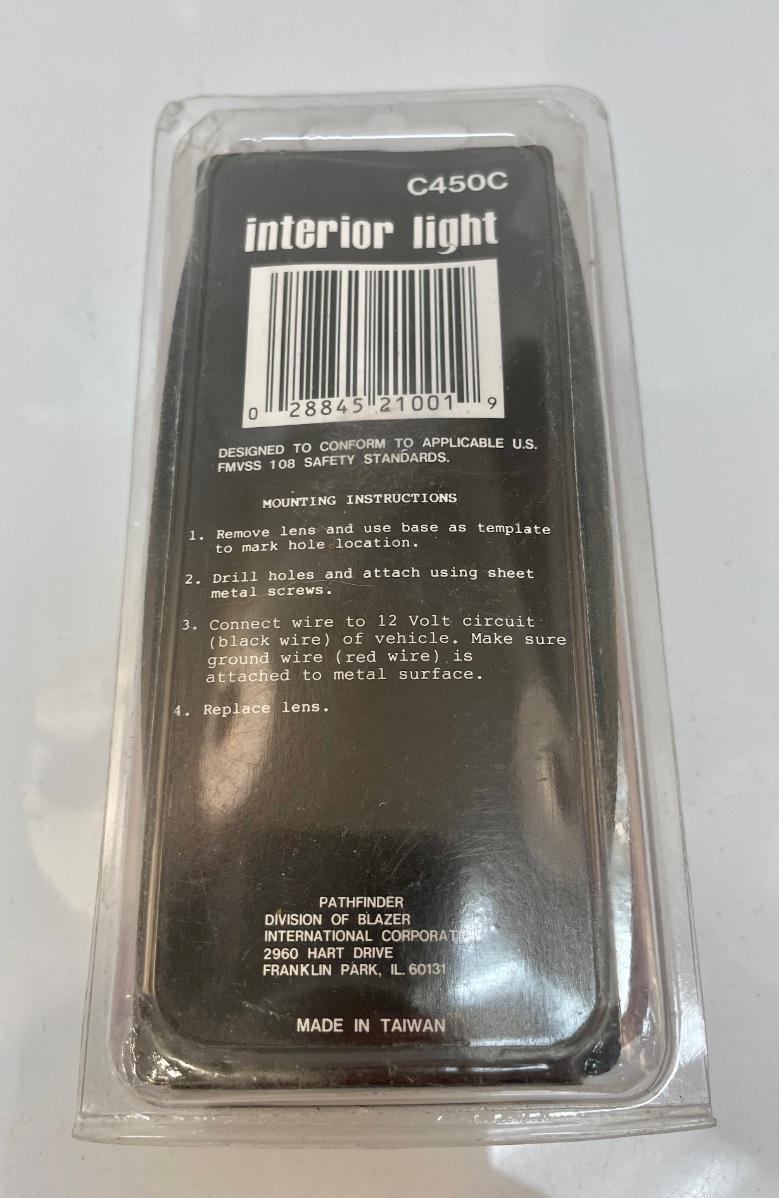 C450C
interior light
0 28845 21001 9
DESIGNED TO CONFORM TO APPLICABLE U.S.
FMVSS 108 SAFETY STANDARDS.
MOUNTING INSTRUCTIONS
1. Remove lens and use base as template
to mark hole location.
2. Drill holes and attach using sheet
metal screws.
3. Connect wire to 12 Volt circuit
(black wire) of vehicle. Make sure
ground wire (red wire) is
attached to metal surface.
4. Replace lens.
PATHFINDER
DIVISION OF BLAZER
INTERNATIONAL CORPORATION
2960 HART DRIVE
FRANKLIN PARK, IL. 60131
MADE IN TAIWAN